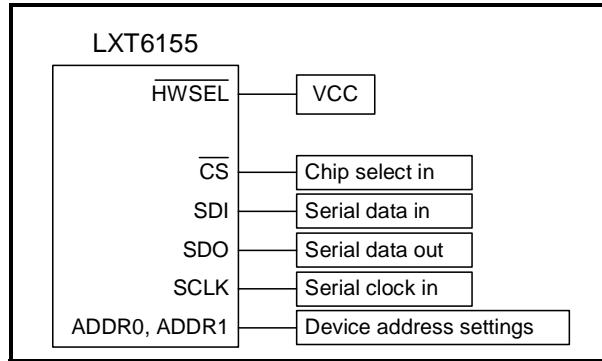 LXT6155
HWSEL VCC
CS Chip select in
SDI Serial data in
SDO Serial data out
SCLK Serial clock in
ADDR0, ADDR1 Device address settings